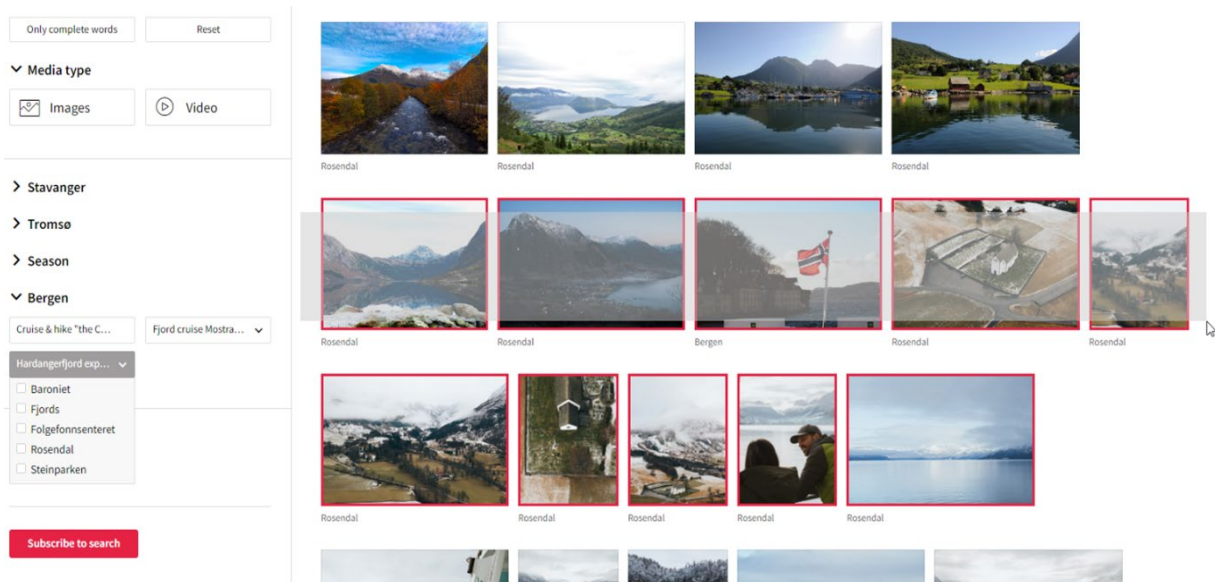 Only complete words
Reset
Media type
Images
Video
Stavanger
Tromsø
Season
Bergen
Cruise & hike "the C...
Fjord cruise Mostra...
Hardangerfjord exp...
Baroniet
Fjords
Folgefonnsenteret
Rosendal
Steinparken
Subscribe to search
Rosendal
Rosendal
Rosendal
Rosendal
Rosendal
Rosendal
Bergen
Rosendal
Rosendal
Rosendal
Rosendal
Rosendal
Rosendal
Rosendal